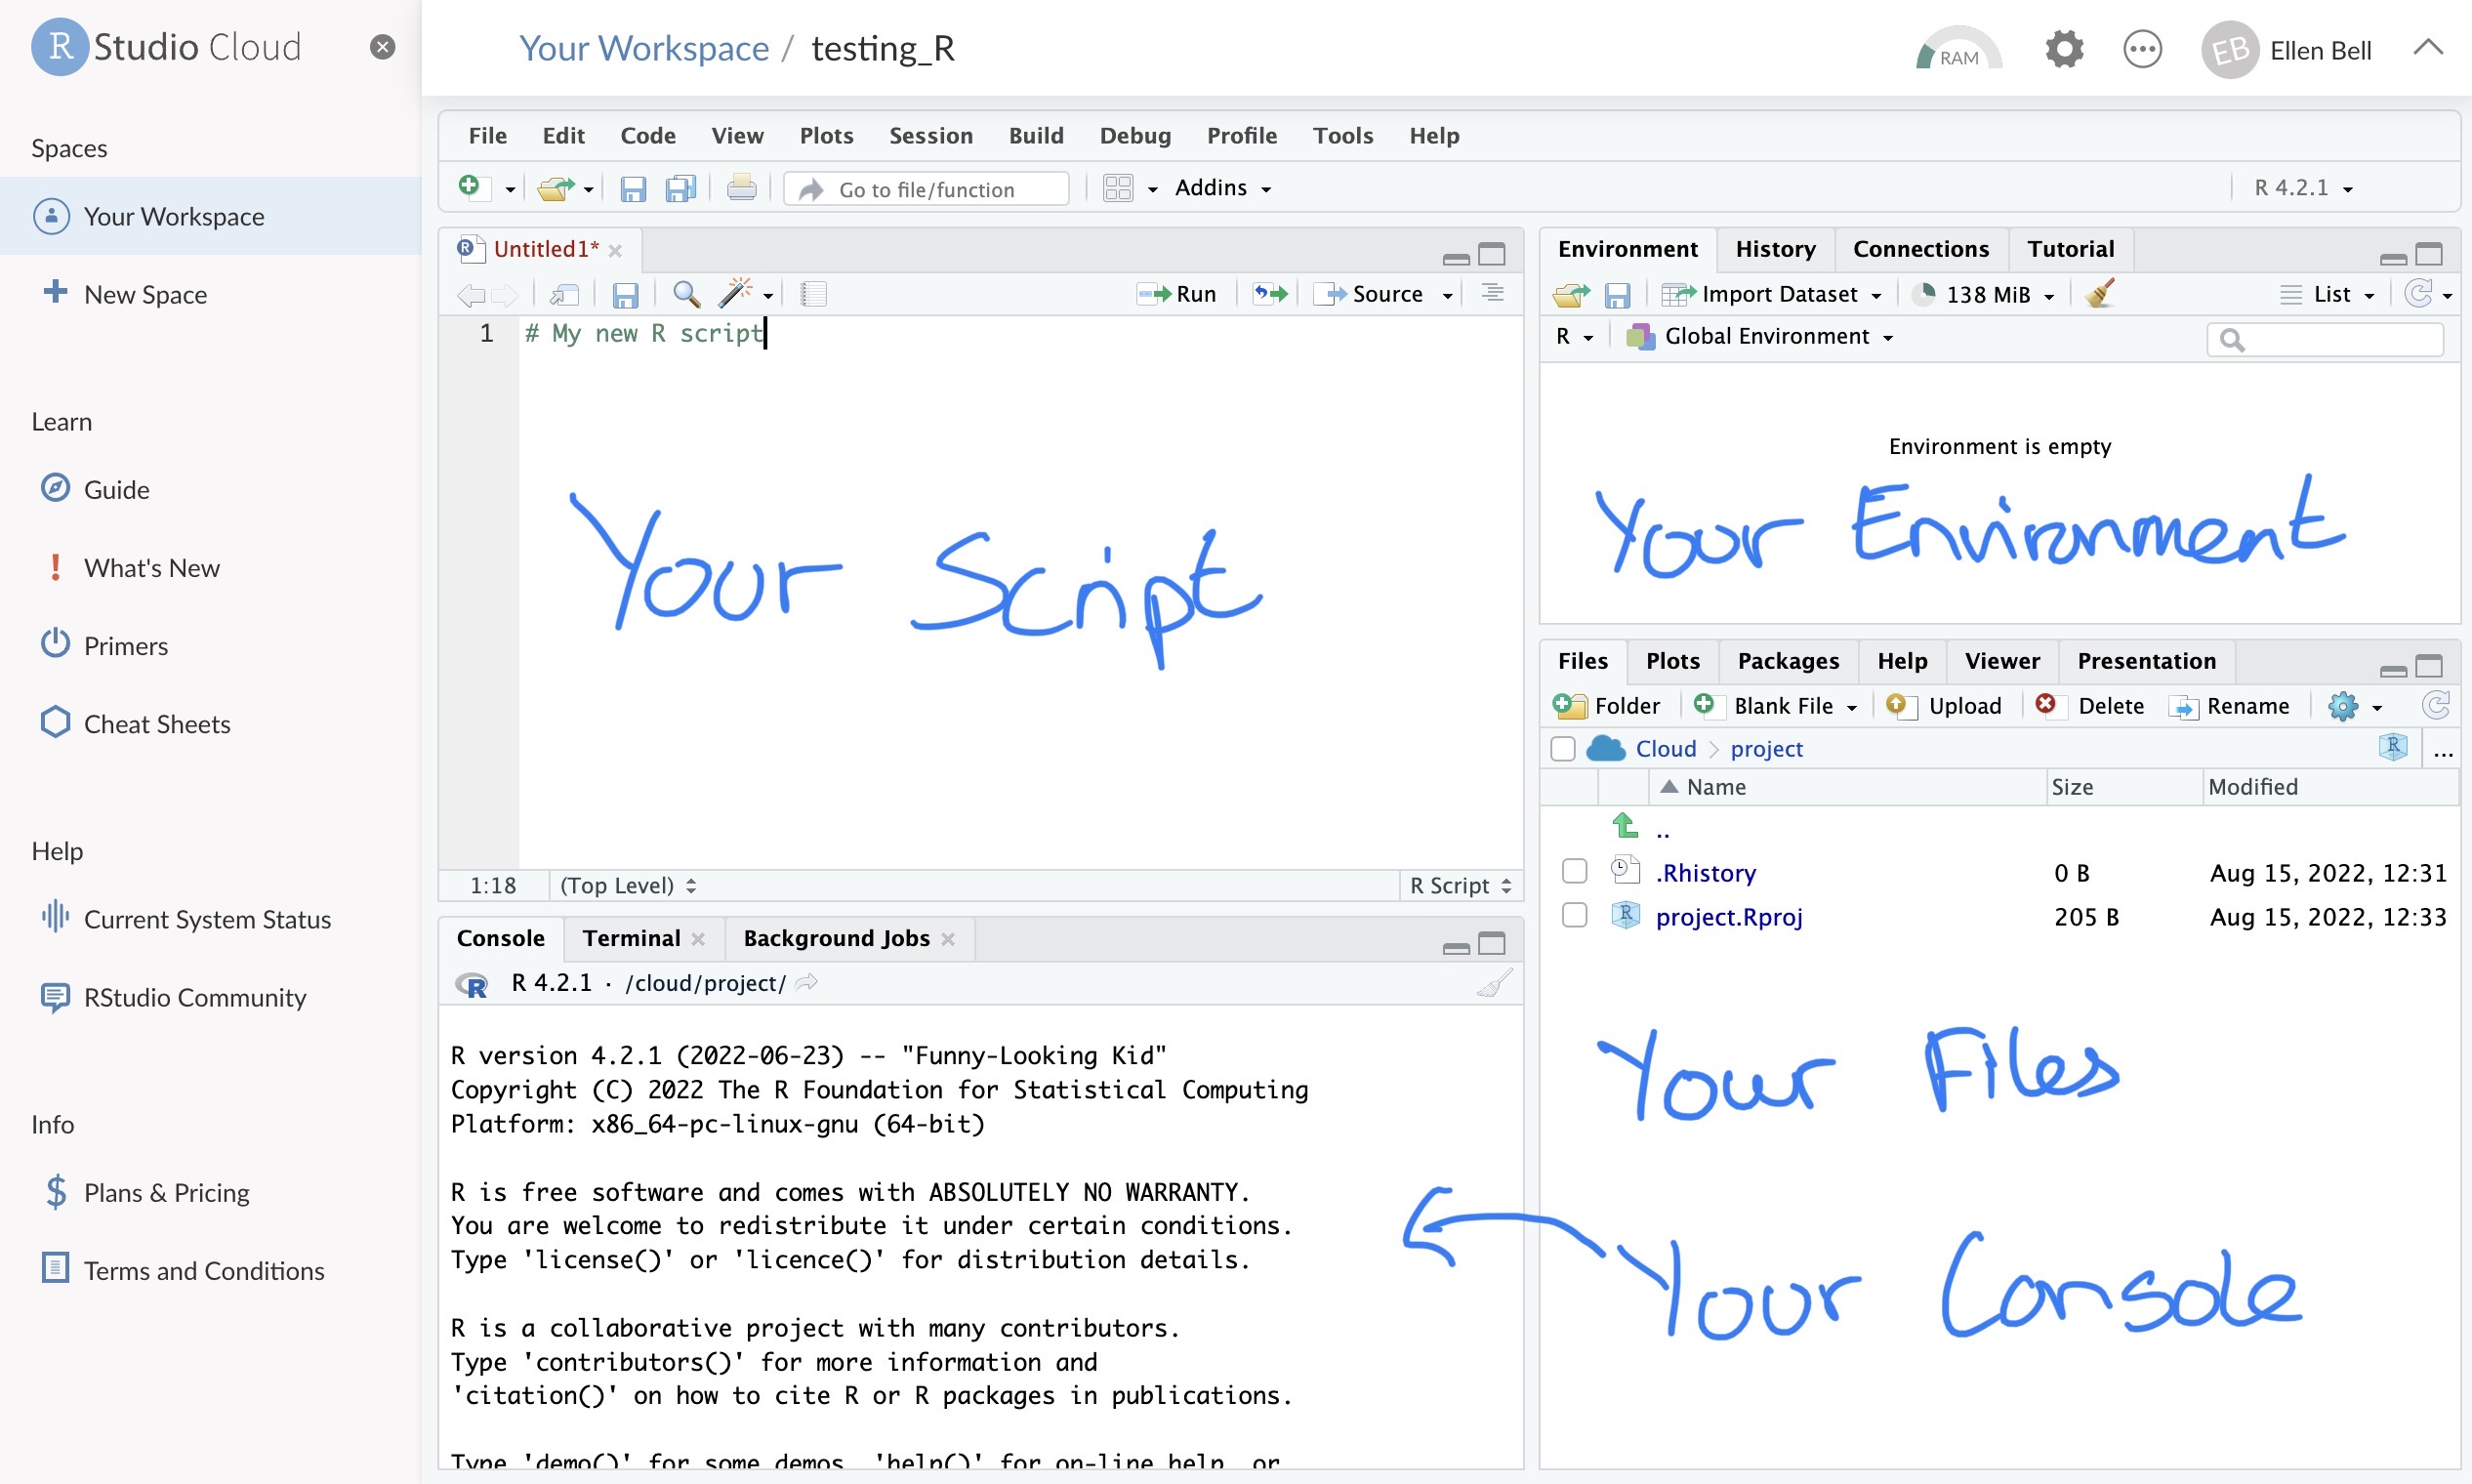 R Studio Cloud
Spaces
Your Workspace
New Space
Learn
Guide
What's New
Primers
Cheat Sheets
Help
Current System Status
RStudio Community
Info
Plans & Pricing
Terms and Conditions
Your Workspace / testing_R
RAM
EB Ellen Bell
File Edit Code View Plots Session Build Debug Profile Tools Help
Go to file/function Addins R 4.2.1
Untitled1*
Run Source
1 # My new R script
Your Script
1:18 (Top Level) R Script
Console Terminal Background Jobs
R 4.2.1 · /cloud/project/
R version 4.2.1 (2022-06-23) -- "Funny-Looking Kid"
Copyright (C) 2022 The R Foundation for Statistical Computing
Platform: x86_64-pc-linux-gnu (64-bit)
R is free software and comes with ABSOLUTELY NO WARRANTY.
You are welcome to redistribute it under certain conditions.
Type 'license()' or 'licence()' for distribution details.
R is a collaborative project with many contributors.
Type 'contributors()' for more information and
'citation()' on how to cite R or R packages in publications.
Type 'demo()' for some demos, 'help()' for on-line help, or
Environment History Connections Tutorial
Import Dataset 138 MiB List
R Global Environment
Environment is empty
Your Environment
Files Plots Packages Help Viewer Presentation
Folder Blank File Upload Delete Rename
Cloud project R ...
Name Size Modified
..
.Rhistory 0 B Aug 15, 2022, 12:31
project.Rproj 205 B Aug 15, 2022, 12:33
Your Files
Your Console